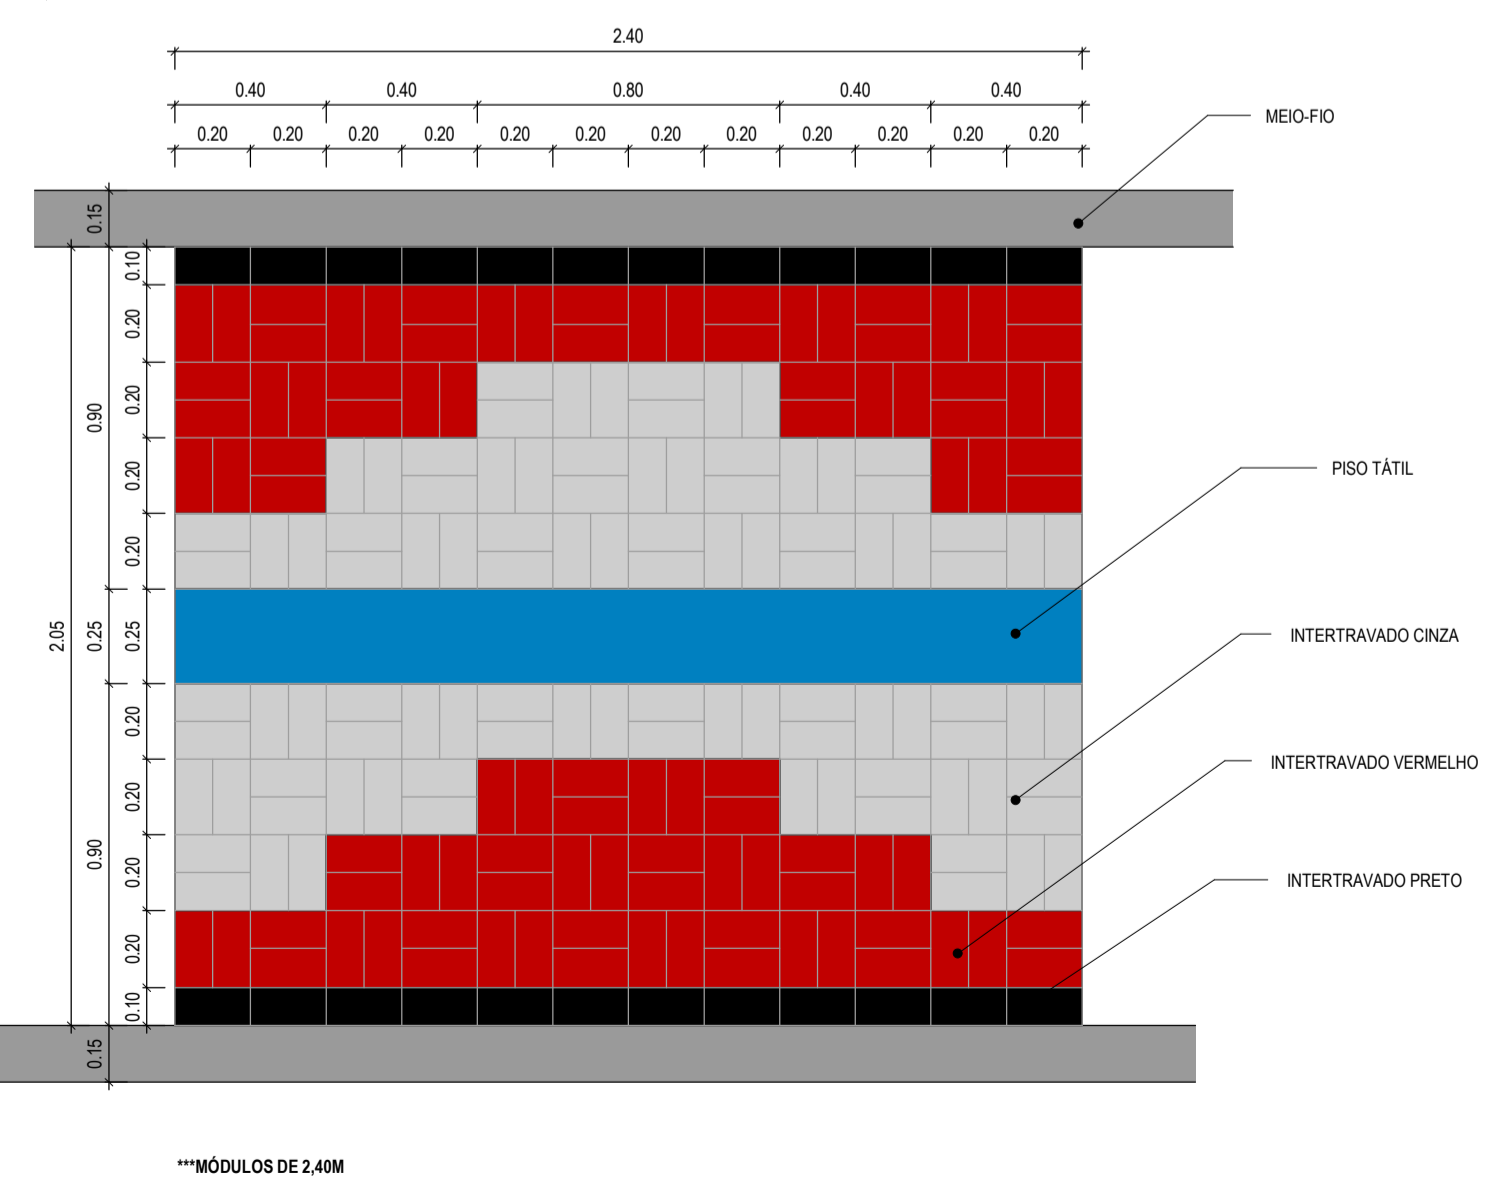 2.40
0.40 0.40 0.80 0.40 0.40
0.20 0.20 0.20 0.20 0.20 0.20 0.20 0.20 0.20 0.20 0.20 0.20
MEIO-FIO
0.15
0.10
0.20
0.20
0.90
0.20
PISO TÁTIL
0.20
2.05
0.25
0.25
INTERTRAVADO CINZA
0.20
0.20
INTERTRAVADO VERMELHO
0.90
0.20
INTERTRAVADO PRETO
0.20
0.10
0.15
***MÓDULOS DE 2,40M